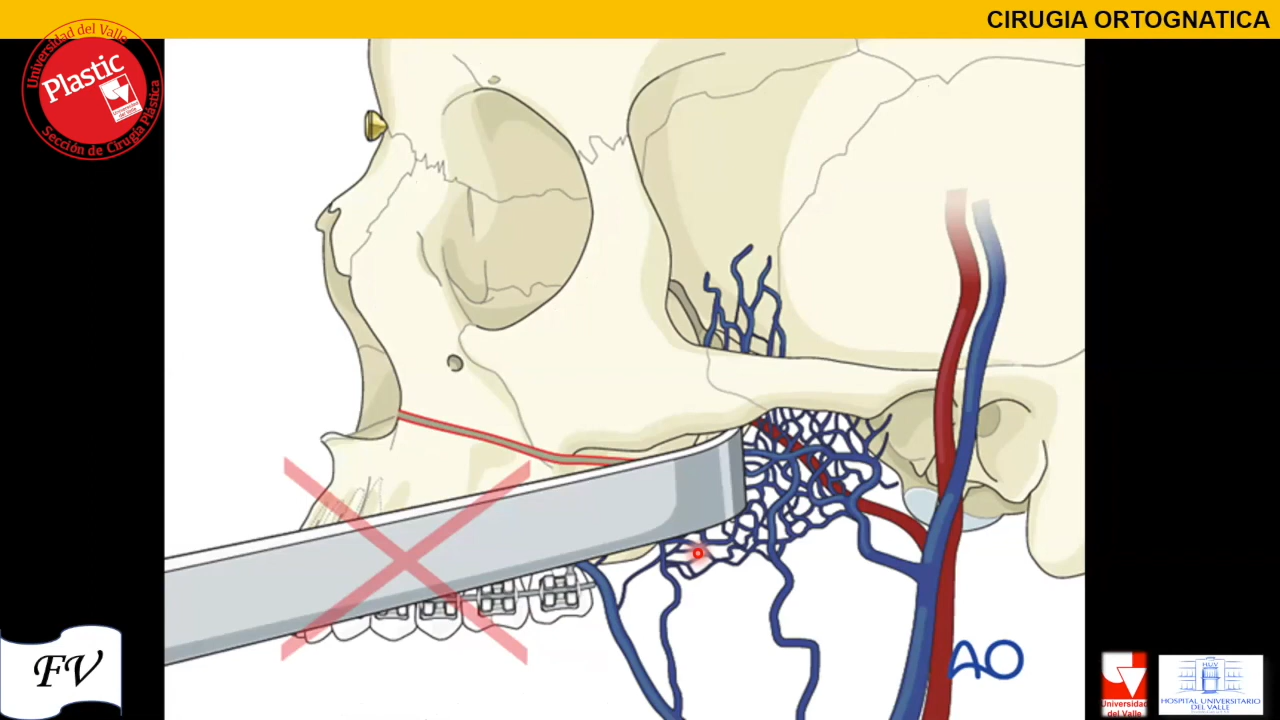 CIRUGIA ORTOGNATICA
Universidad del Valle
Plastic
Sección de Cirugía Plástica
AO
FV
Universidad
del Valle
HUV
HOSPITAL UNIVERSITARIO
DEL VALLE